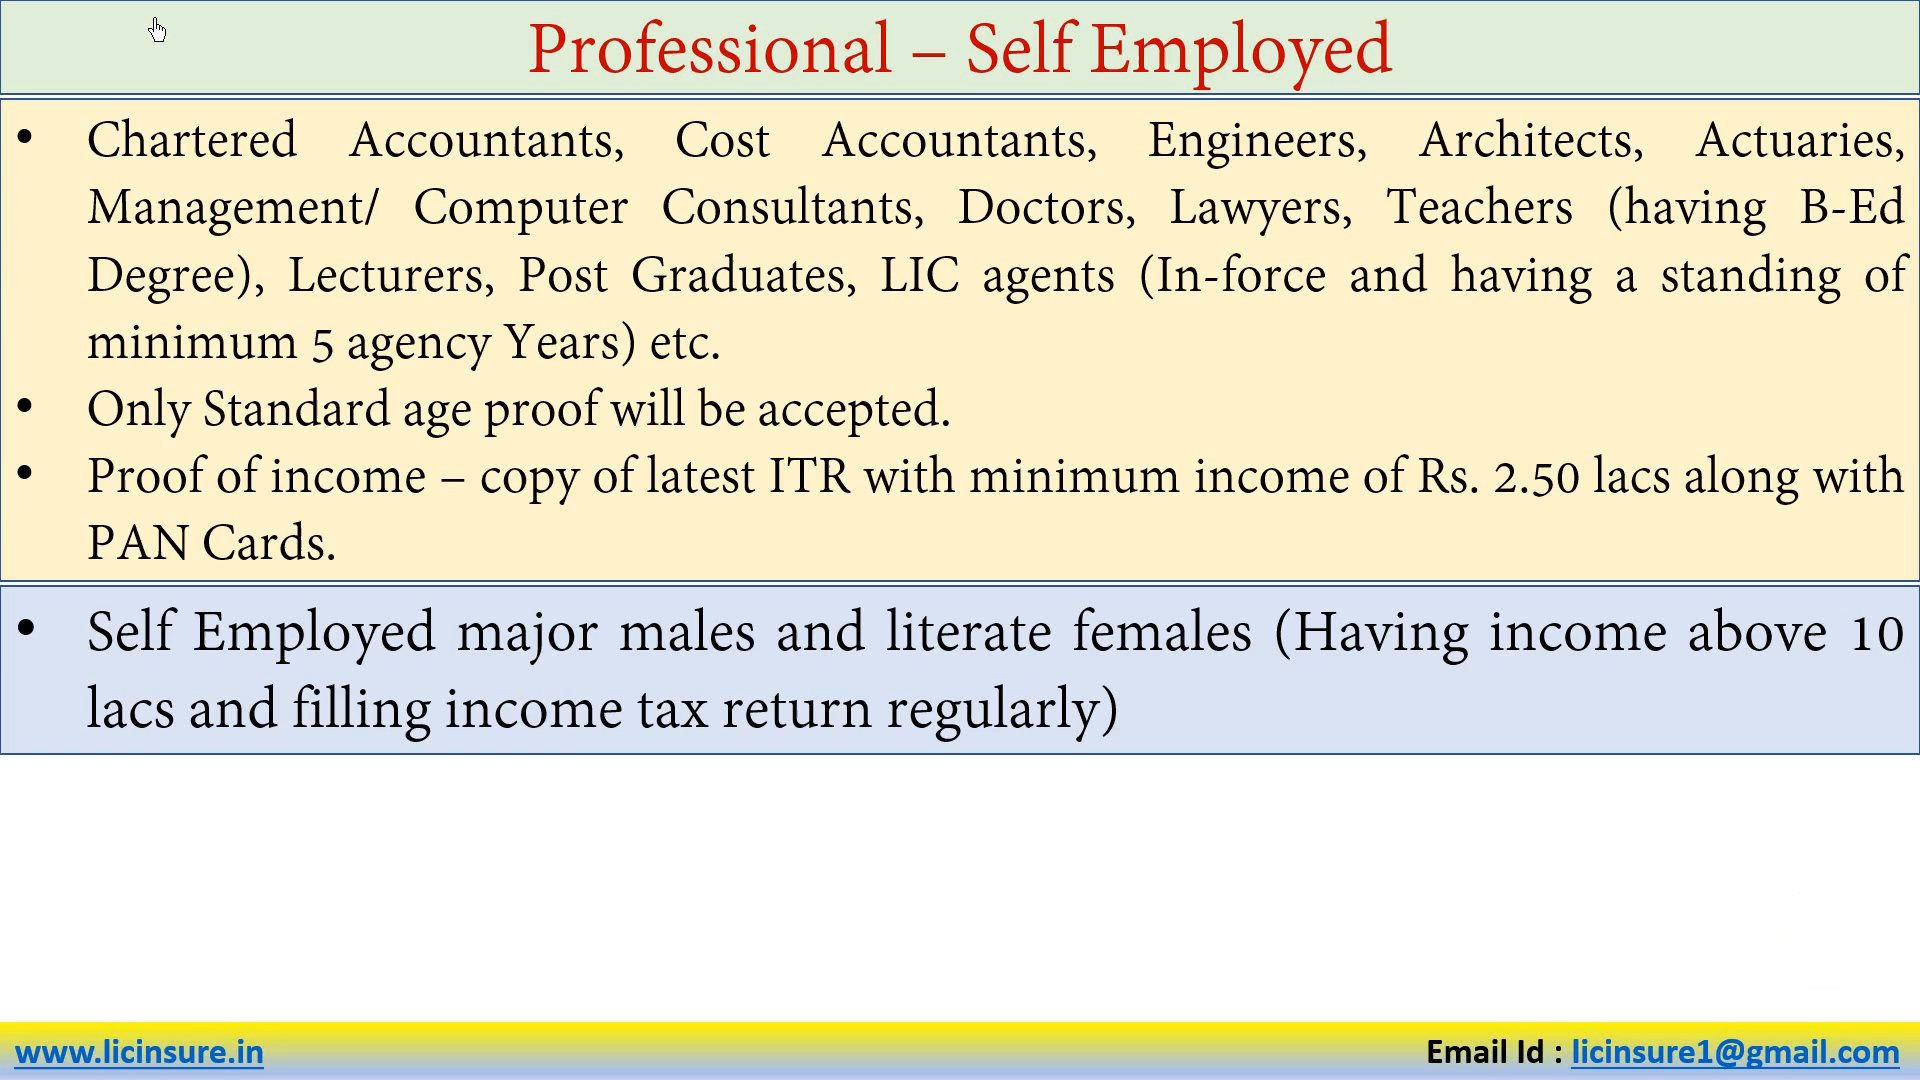 Professional – Self Employed
• Chartered Accountants, Cost Accountants, Engineers, Architects, Actuaries,
Management/ Computer Consultants, Doctors, Lawyers, Teachers (having B-Ed
Degree), Lecturers, Post Graduates, LIC agents (In-force and having a standing of
minimum 5 agency Years) etc.
• Only Standard age proof will be accepted.
• Proof of income – copy of latest ITR with minimum income of Rs. 2.50 lacs along with
PAN Cards.
• Self Employed major males and literate females (Having income above 10
lacs and filling income tax return regularly)
www.licinsure.in
Email Id : licinsure1@gmail.com